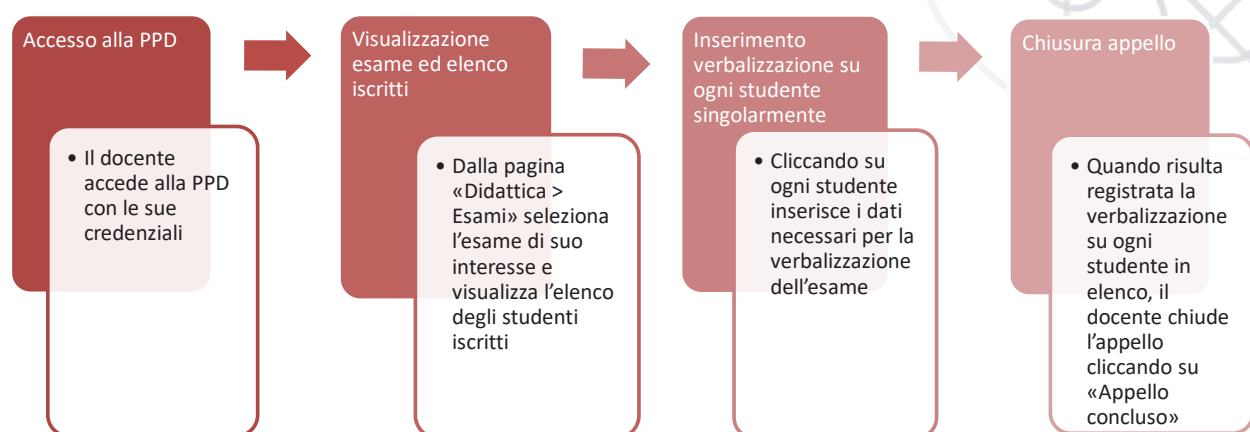 Accesso alla PPD
• Il docente
accede alla PPD
con le sue
credenziali
Visualizzazione
esame ed elenco
iscritti
• Dalla pagina
«Didattica >
Esami» seleziona
l’esame di suo
interesse e
visualizza l’elenco
degli studenti
iscritti
Inserimento
verbalizzazione su
ogni studente
singolarmente
• Cliccando su
ogni studente
inserisce i dati
necessari per la
verbalizzazione
dell’esame
Chiusura appello
• Quando risulta
registrata la
verbalizzazione
su ogni
studente in
elenco, il
docente chiude
l’appello
cliccando su
«Appello
concluso»